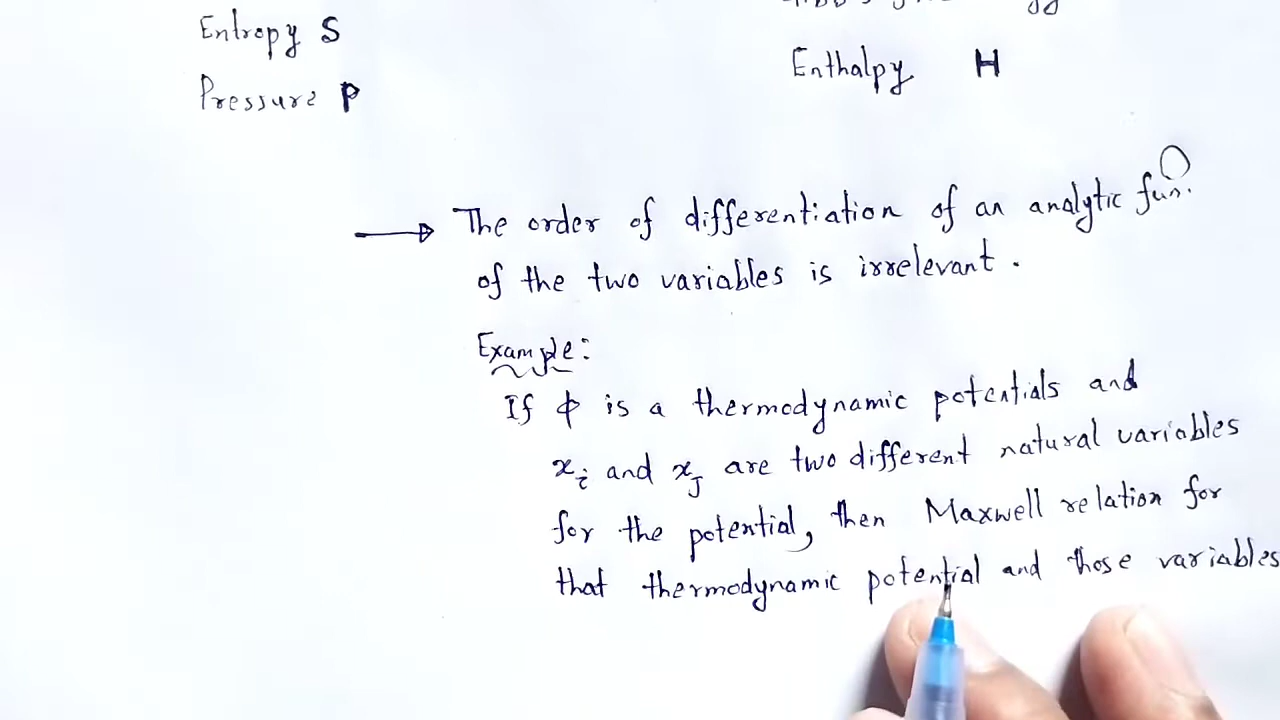 Entropy S
Enthalpy H
Pressure P
The order of differentiation of an analytic fun.
of the two variables is irrelevant.
Example:
If ϕ is a thermodynamic potentials and
xi and xJ are two different natural variables
for the potential, then Maxwell relation for
that thermodynamic potential and those variables